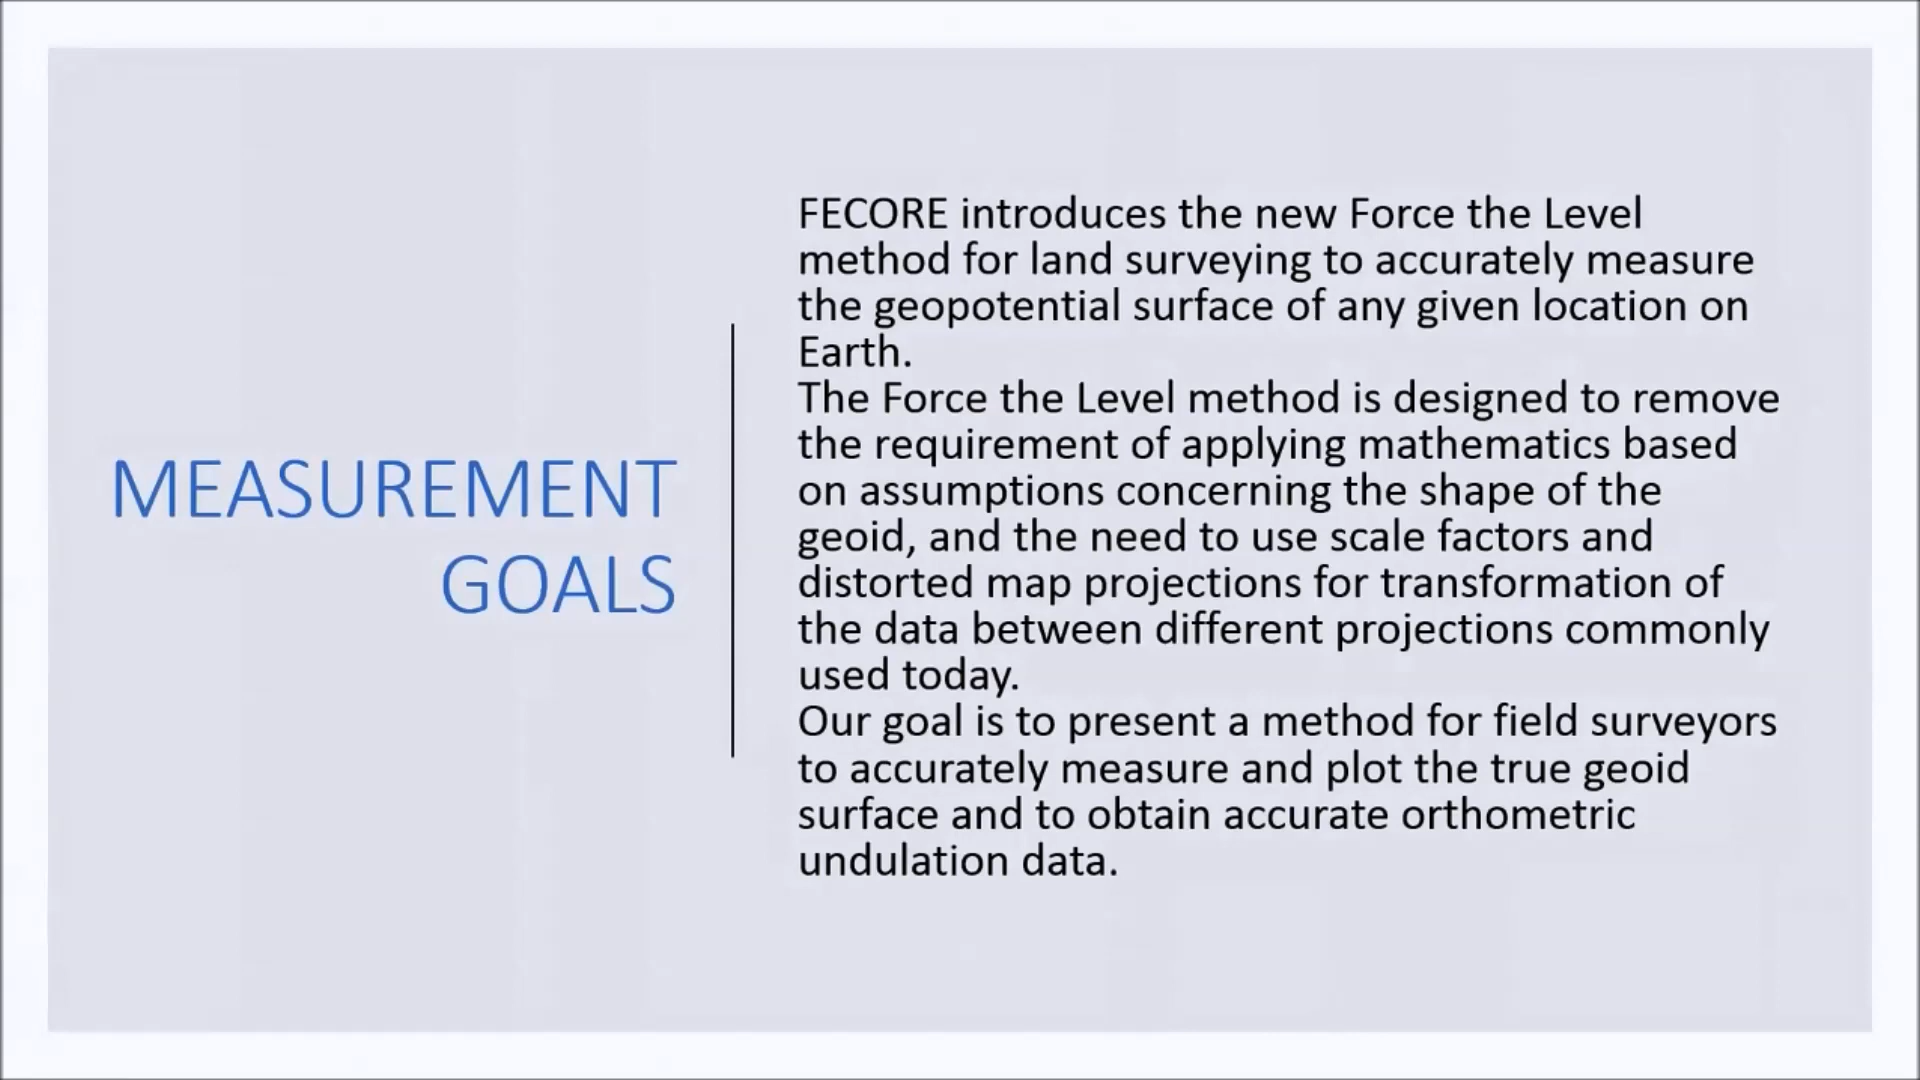 MEASUREMENT
GOALS
FECORE introduces the new Force the Level
method for land surveying to accurately measure
the geopotential surface of any given location on
Earth.
The Force the Level method is designed to remove
the requirement of applying mathematics based
on assumptions concerning the shape of the
geoid, and the need to use scale factors and
distorted map projections for transformation of
the data between different projections commonly
used today.
Our goal is to present a method for field surveyors
to accurately measure and plot the true geoid
surface and to obtain accurate orthometric
undulation data.